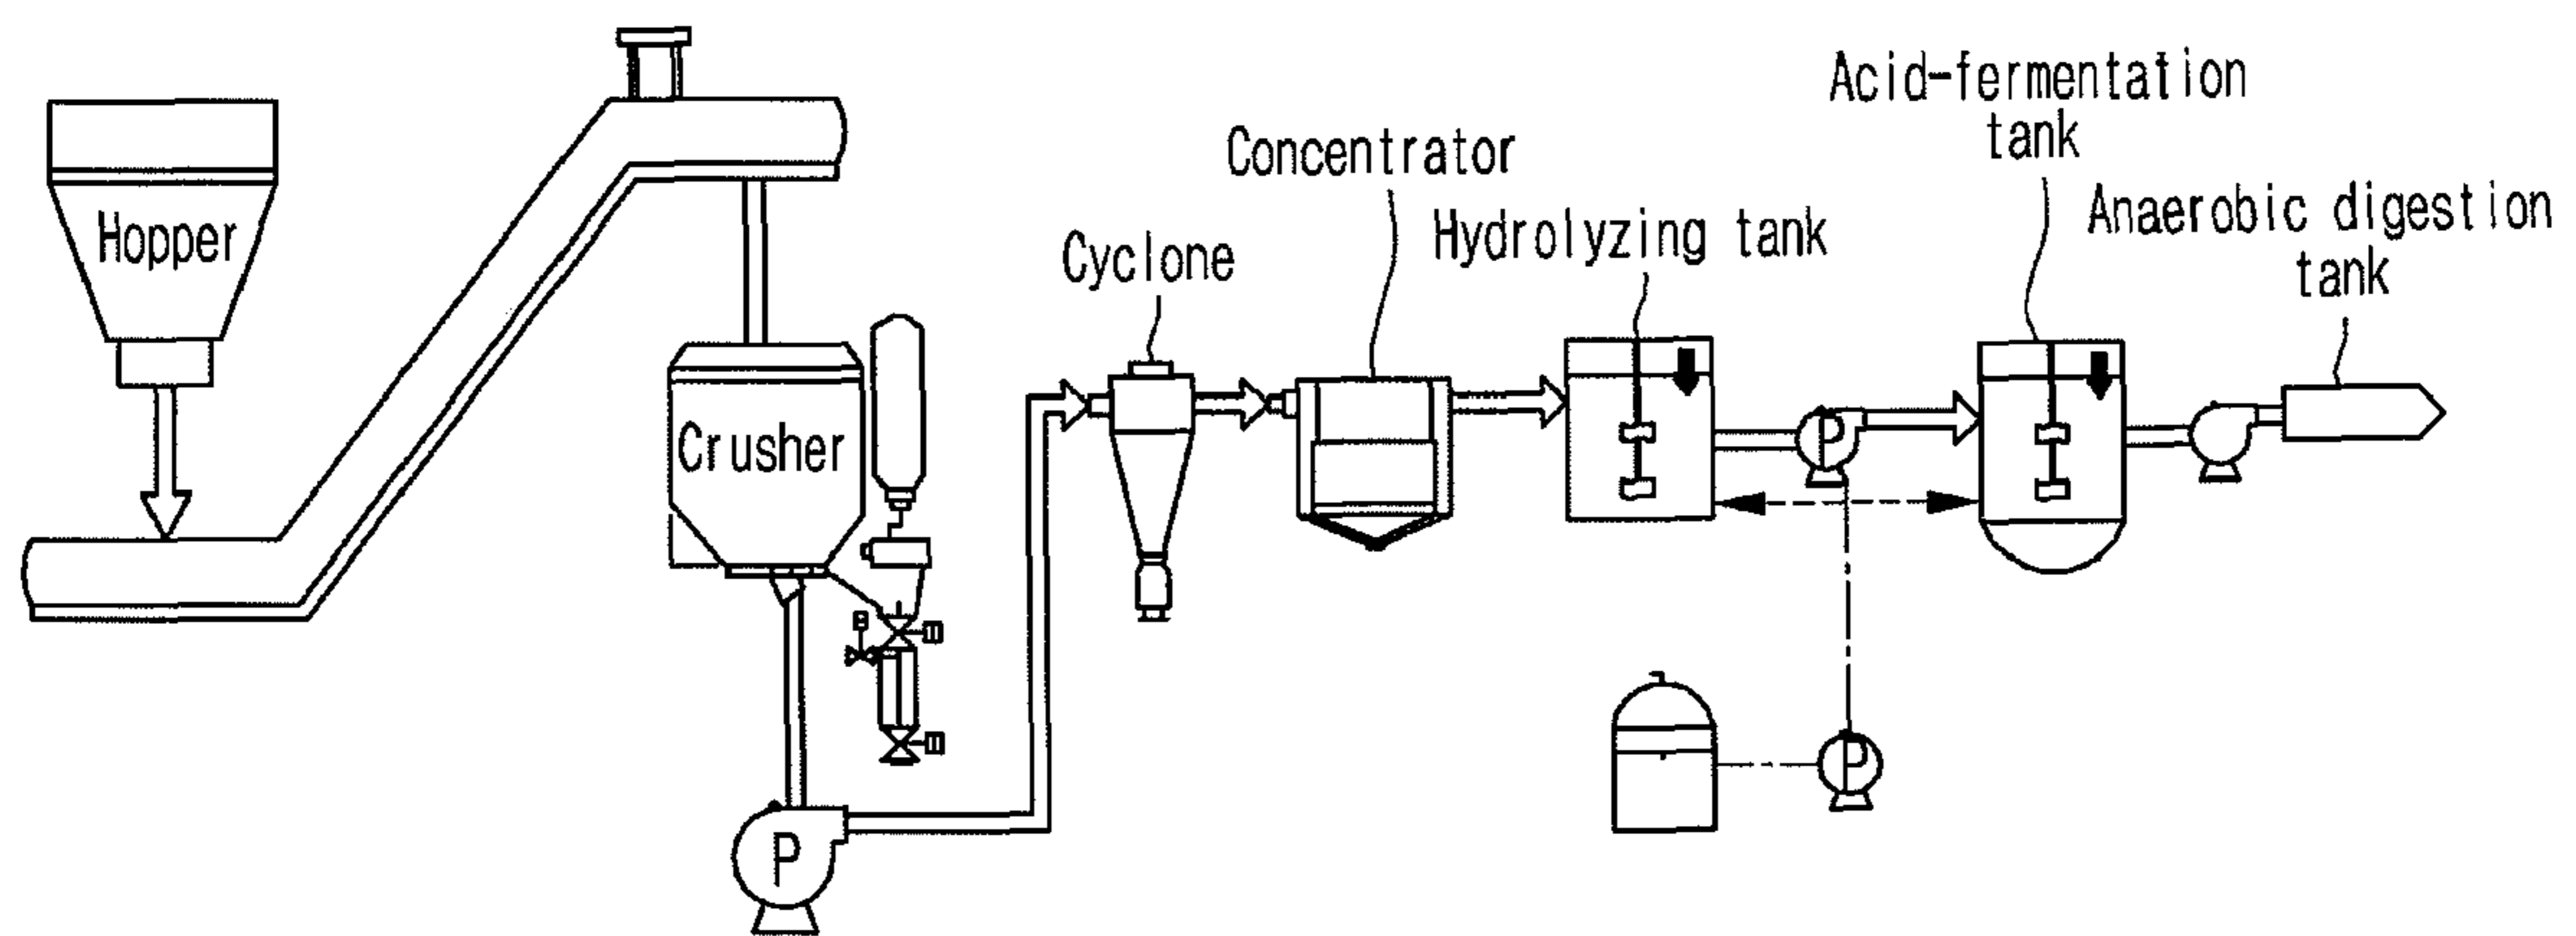 Hopper
Crusher
P
Cyclone
Concentrator
Hydrolyzing tank
Acid-fermentation
tank
Anaerobic digestion
tank
P
P